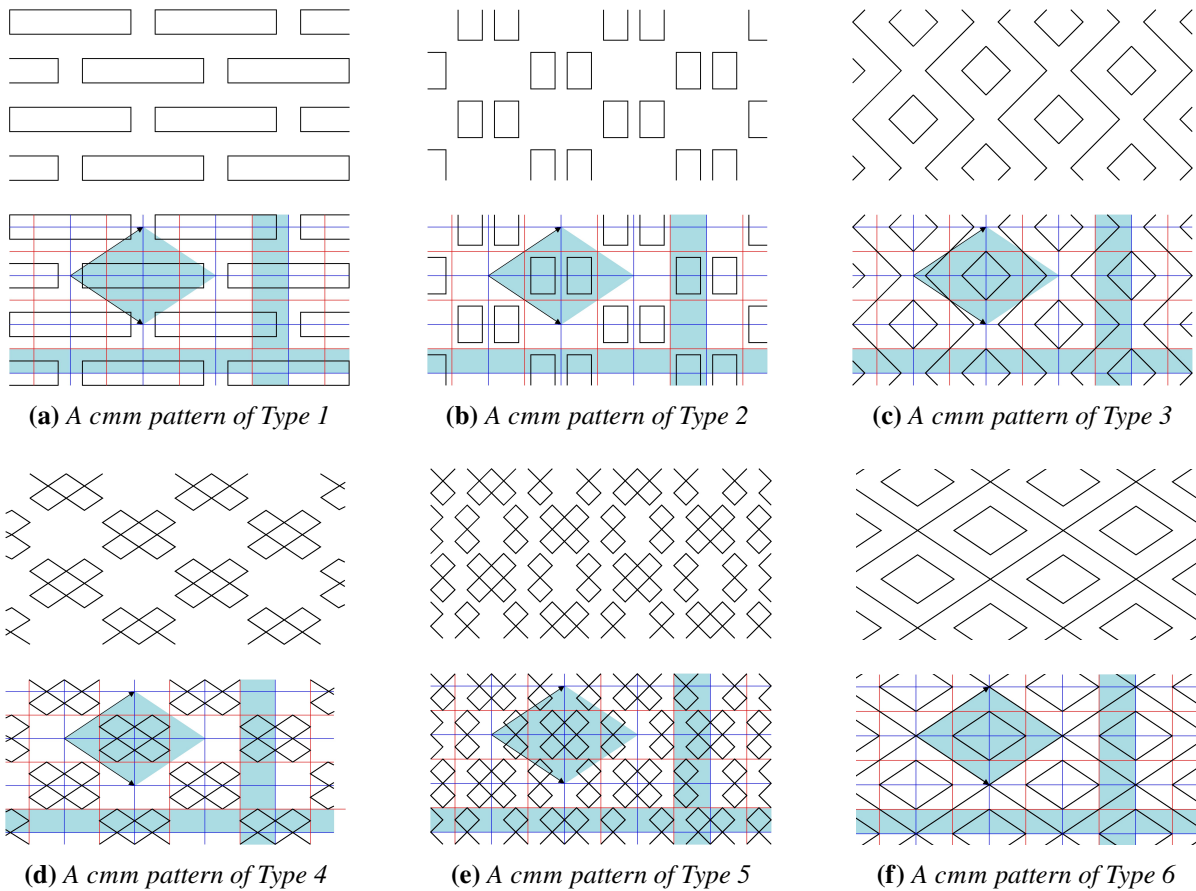 (a) A cmm pattern of Type 1
(b) A cmm pattern of Type 2
(c) A cmm pattern of Type 3
(d) A cmm pattern of Type 4
(e) A cmm pattern of Type 5
(f) A cmm pattern of Type 6